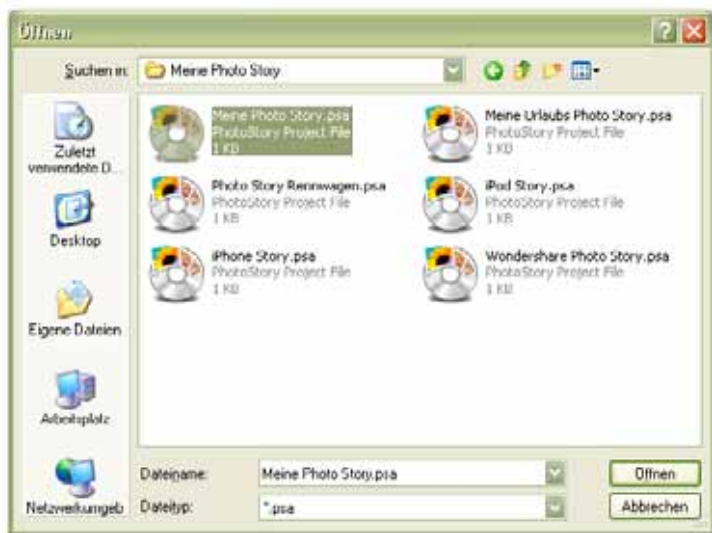 Öffnen
Suchen in:
Meine Photo Story
Zuletzt
verwendete D...
Desktop
Eigene Dateien
Arbeitsplatz
Netzwerkumgeb
Meine Photo Story.psa
PhotoStory Project File
1 KB
Meine Urlaubs Photo Story.psa
PhotoStory Project File
1 KB
Photo Story Rennwagen.psa
PhotoStory Project File
1 KB
iPod Story.psa
PhotoStory Project File
1 KB
iPhone Story.psa
PhotoStory Project File
1 KB
Wondershare Photo Story.psa
PhotoStory Project File
1 KB
Dateiname:
Meine Photo Story.psa
Öffnen
Dateityp:
*.psa
Abbrechen